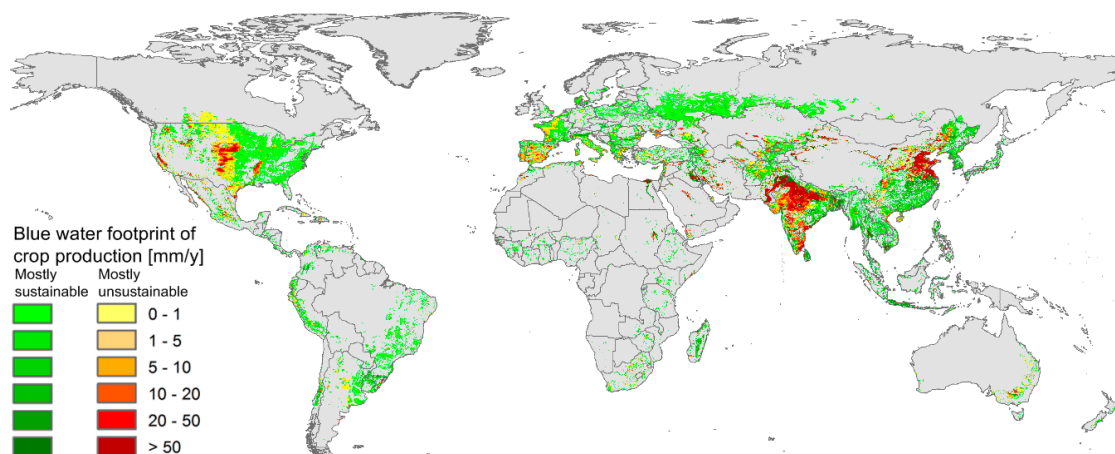 Blue water footprint of
crop production [mm/y]
Mostly Mostly
sustainable unsustainable
0 - 1
1 - 5
5 - 10
10 - 20
20 - 50
> 50